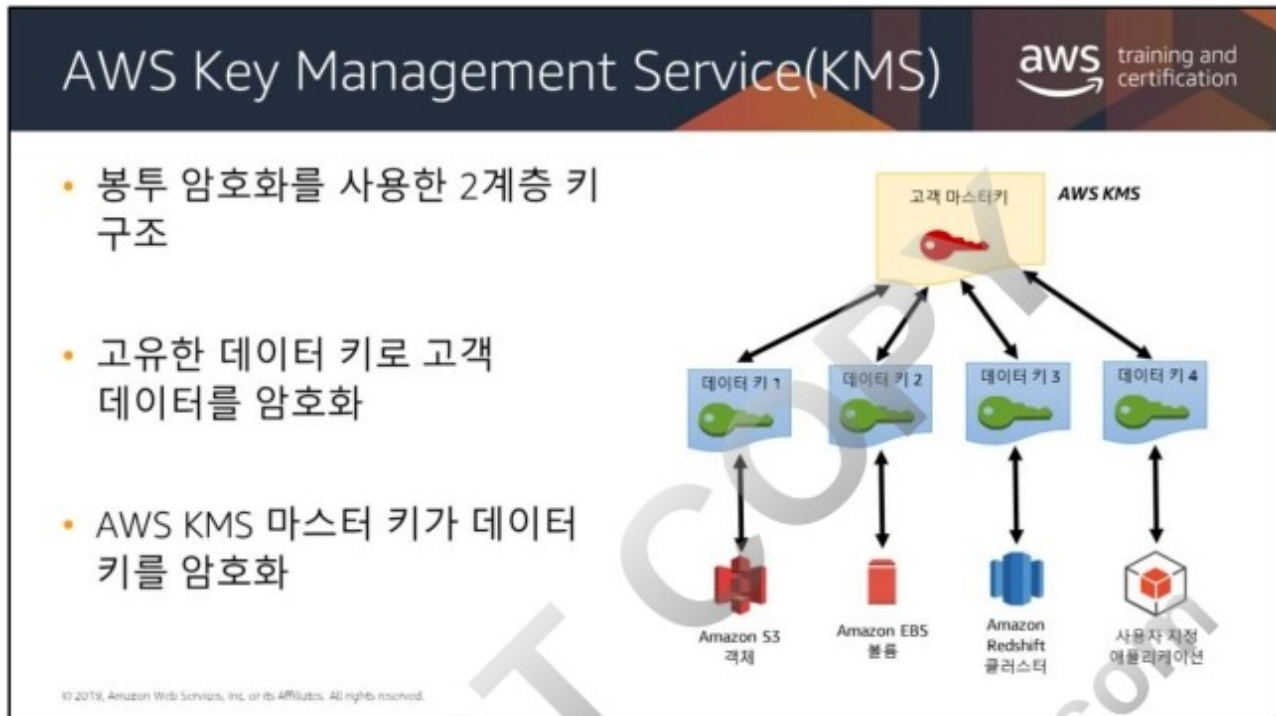 AWS Key Management Service(KMS)
aws training and
certification
• 봉투 암호화를 사용한 2계층 키
구조
• 고유한 데이터 키로 고객
데이터를 암호화
• AWS KMS 마스터 키가 데이터
키를 암호화
고객 마스터키
AWS KMS
데이터 키 1
데이터 키 2
데이터 키 3
데이터 키 4
Amazon S3
객체
Amazon EBS
볼륨
Amazon
Redshift
클러스터
사용자 지정
애플리케이션
© 2019, Amazon Web Services, Inc. or its Affiliates. All rights reserved.
T COPY
.com